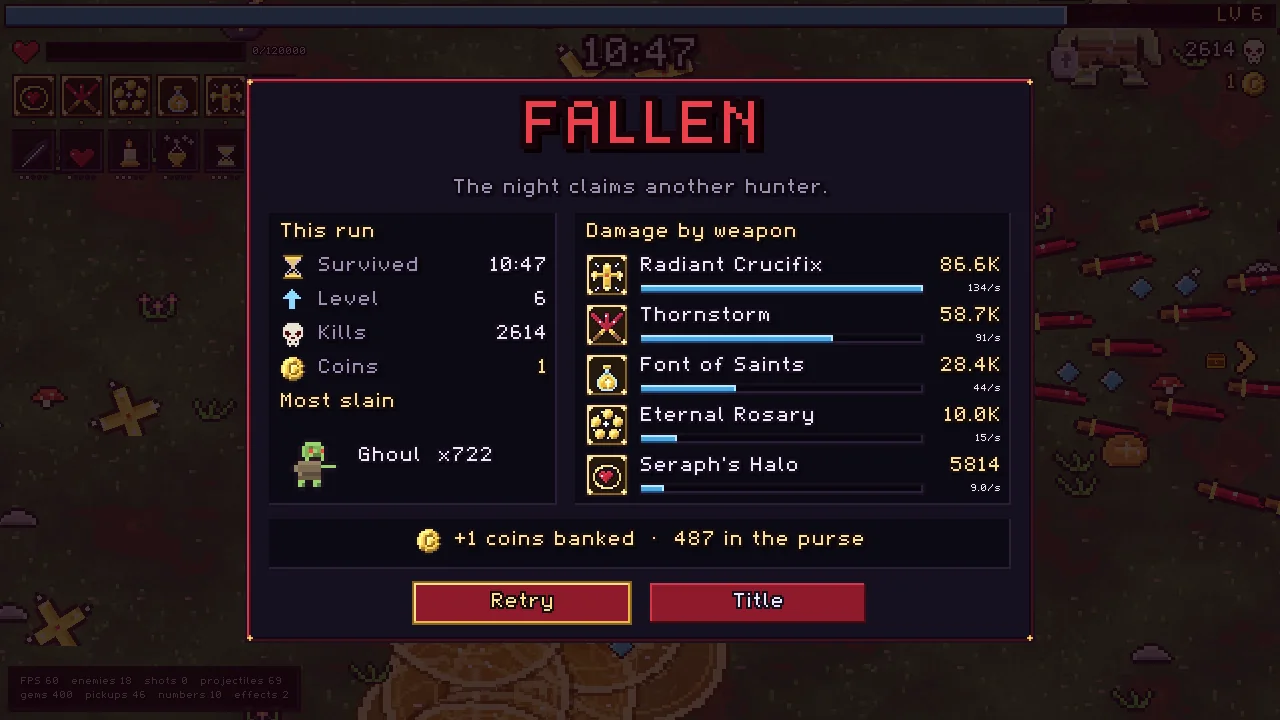 LV 6
0/120000
10:47
2614
1
FALLEN
The night claims another hunter.
This run
Survived 10:47
Level 6
Kills 2614
Coins 1
Most slain
Ghoul x722
Damage by weapon
Radiant Crucifix 86.6K
134/s
Thornstorm 58.7K
91/s
Font of Saints 28.4K
44/s
Eternal Rosary 10.0K
15/s
Seraph's Halo 5814
9.0/s
+1 coins banked · 487 in the purse
Retry
Title
FPS 60 enemies 18 shots 0 projectiles 69
gems 400 pickups 46 numbers 10 effects 2